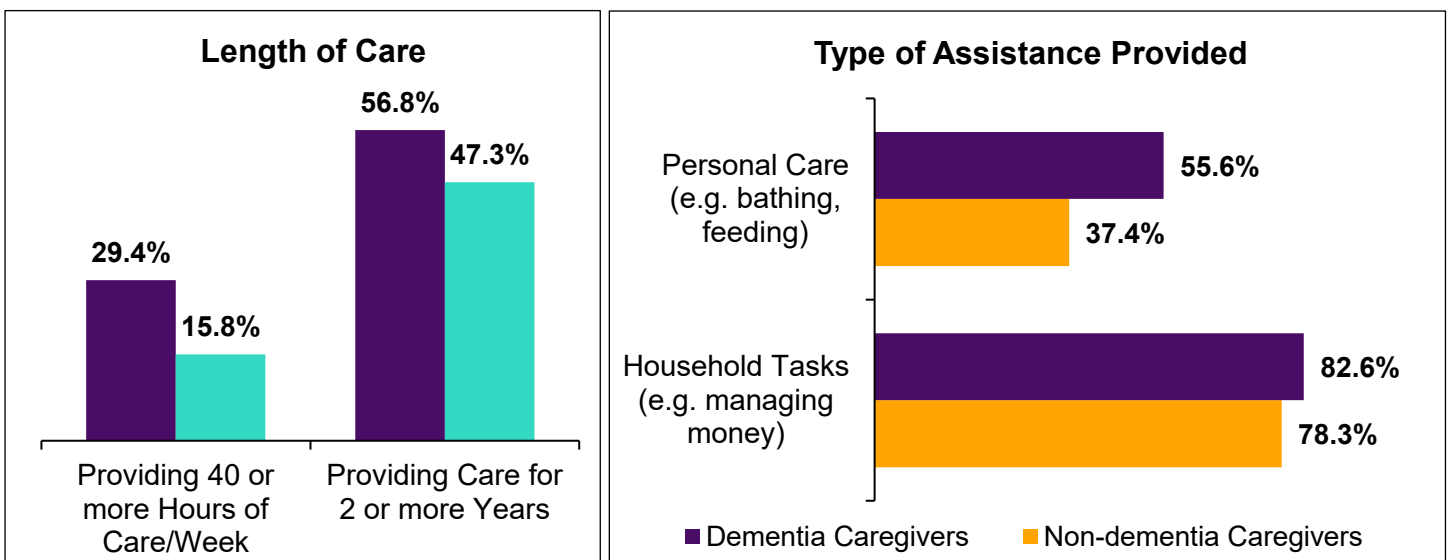 Length of Care
56.8%
47.3%
29.4%
15.8%
Providing 40 or
more Hours of
Care/Week
Providing Care for
2 or more Years
Type of Assistance Provided
Personal Care
(e.g. bathing,
feeding)
55.6%
37.4%
Household Tasks
(e.g. managing
money)
82.6%
78.3%
Dementia Caregivers
Non-dementia Caregivers